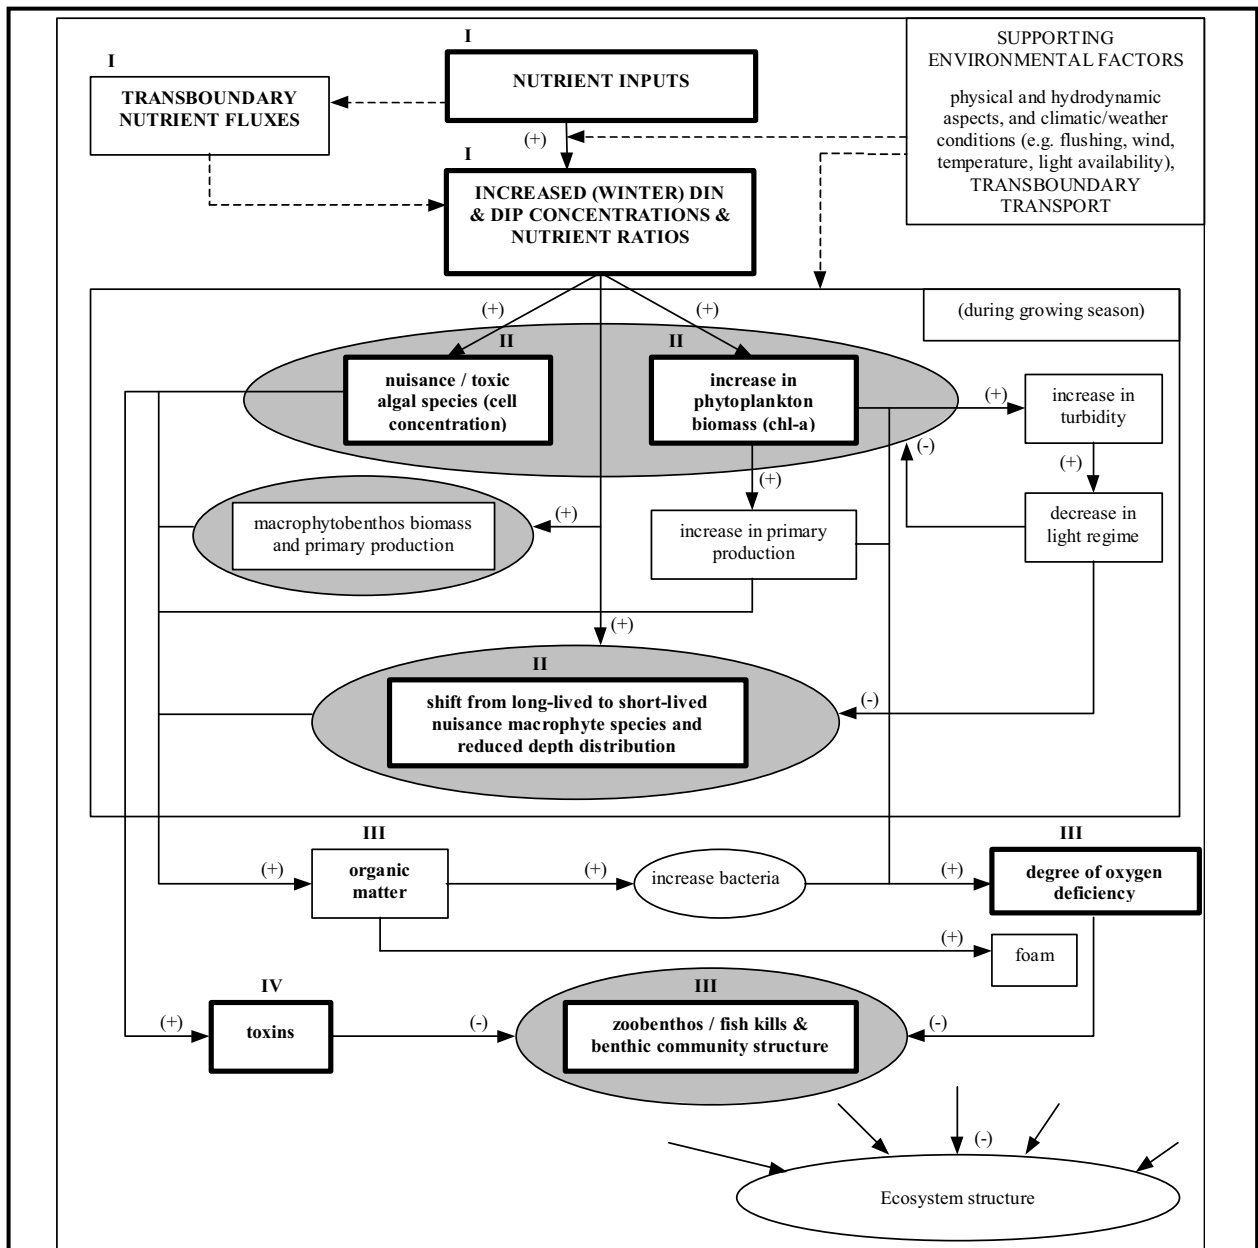 I
NUTRIENT INPUTS
I
TRANSBOUNDARY
NUTRIENT FLUXES
SUPPORTING
ENVIRONMENTAL FACTORS
physical and hydrodynamic
aspects, and climatic/weather
conditions (e.g. flushing, wind,
temperature, light availability),
TRANSBOUNDARY
TRANSPORT
(+)
I
INCREASED (WINTER) DIN
& DIP CONCENTRATIONS &
NUTRIENT RATIOS
(during growing season)
(+)
(+)
II
nuisance / toxic
algal species (cell
concentration)
II
increase in
phytoplankton
biomass (chl-a)
(+)
increase in
turbidity
(-)
(+)
(+)
macrophytobenthos biomass
and primary production
(+)
increase in primary
production
decrease in
light regime
(+)
II
shift from long-lived to short-lived
nuisance macrophyte species and
reduced depth distribution
(-)
(+)
III
organic
matter
(+)
increase bacteria
(+)
III
degree of oxygen
deficiency
(+)
foam
(+)
IV
toxins
(-)
III
zoobenthos / fish kills &
benthic community structure
(-)
(-)
Ecosystem structure